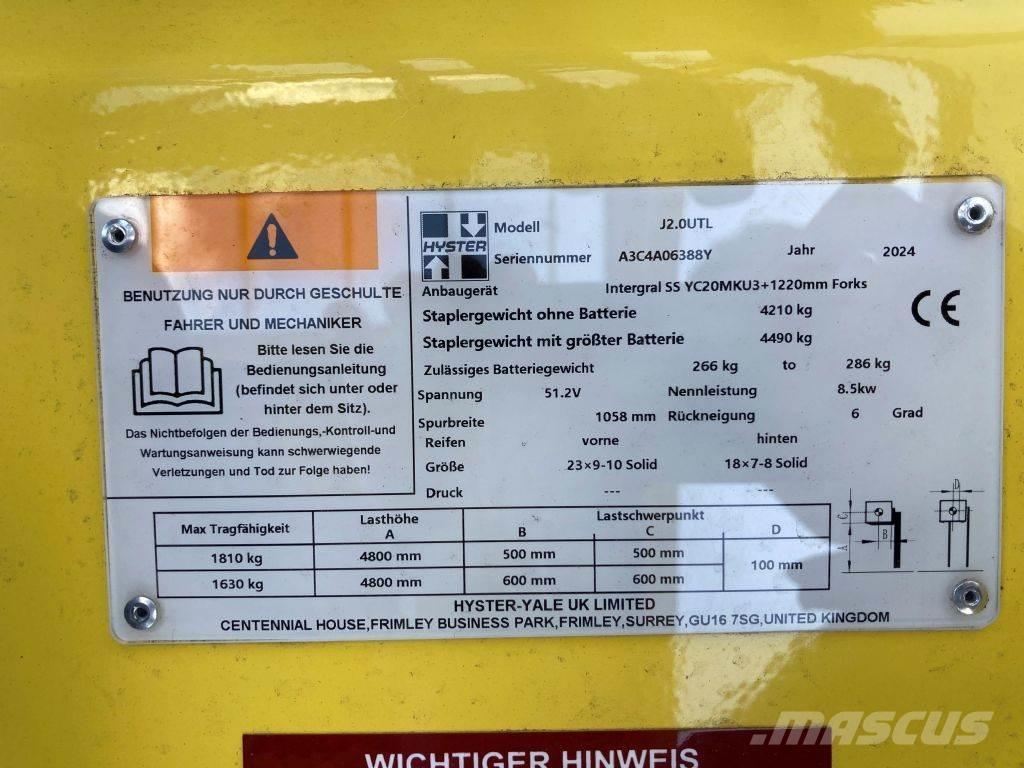 BENUTZUNG NUR DURCH GESCHULTE
FAHRER UND MECHANIKER
Bitte lesen Sie die
Bedienungsanleitung
(befindet sich unter oder
hinter dem Sitz).
Das Nichtbefolgen der Bedienungs,-Kontroll-und
Wartungsanweisung kann schwerwiegende
Verletzungen und Tod zur Folge haben!
HYSTER
Modell J2.0UTL
Seriennummer A3C4A06388Y Jahr 2024
Anbaugerät Intergral SS YC20MKU3+1220mm Forks
Staplergewicht ohne Batterie 4210 kg
Staplergewicht mit größter Batterie 4490 kg
Zulässiges Batteriegewicht 266 kg to 286 kg
Spannung 51.2V Nennleistung 8.5kw
Spurbreite 1058 mm Rückneigung 6 Grad
Reifen vorne hinten
Größe 23×9-10 Solid 18×7-8 Solid
Druck --- ---
CE
Max Tragfähigkeit Lasthöhe A Lastschwerpunkt B C D
1810 kg 4800 mm 500 mm 500 mm 100 mm
1630 kg 4800 mm 600 mm 600 mm
C A B D
HYSTER-YALE UK LIMITED
CENTENNIAL HOUSE,FRIMLEY BUSINESS PARK,FRIMLEY,SURREY,GU16 7SG,UNITED KINGDOM
WICHTIGER HINWEIS
MASCUS